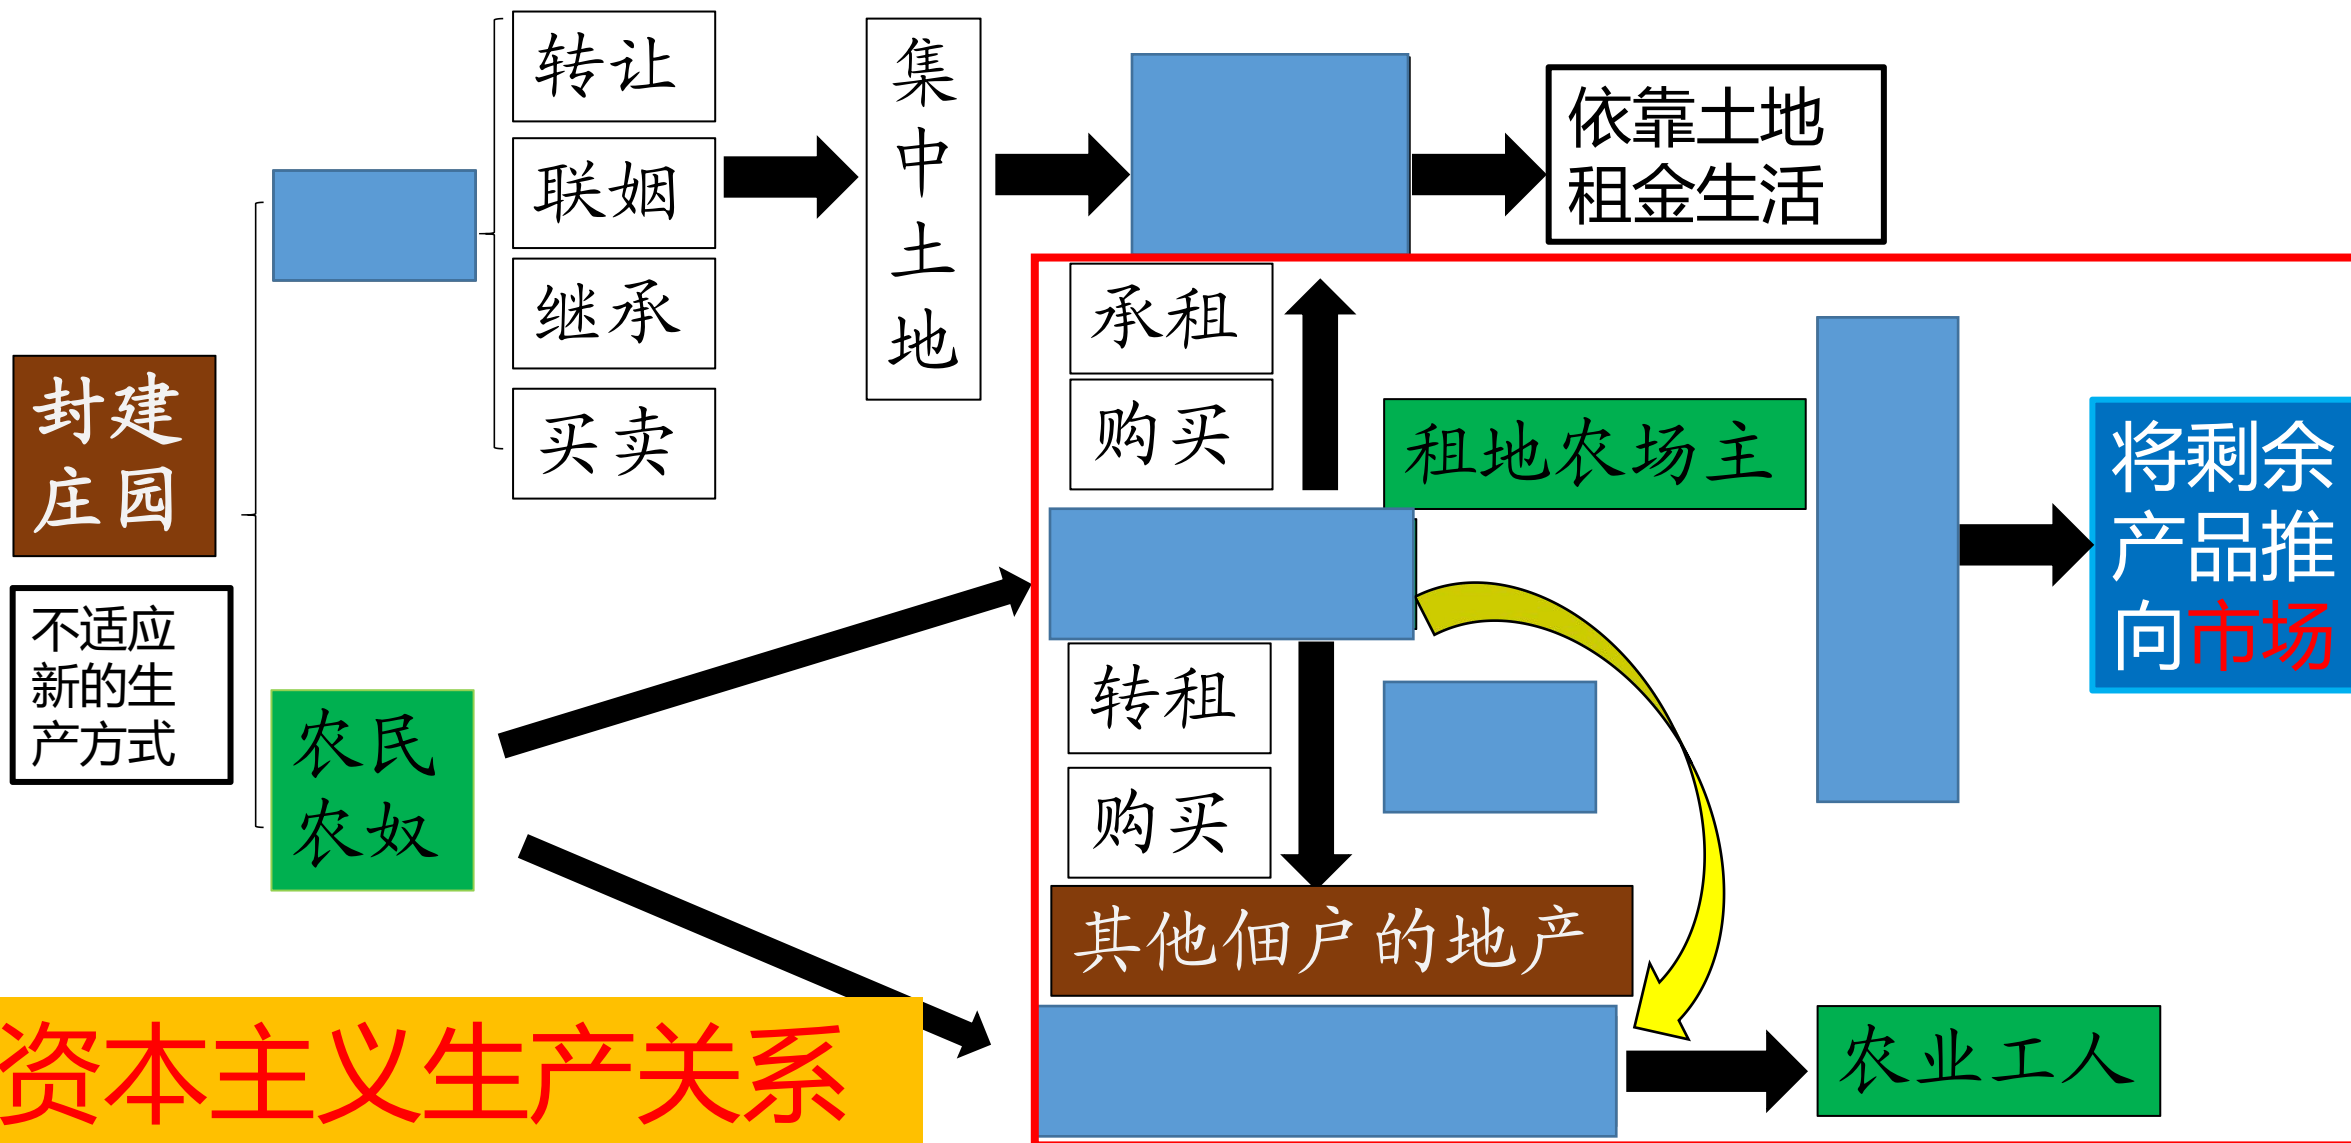 转让
联姻
继承
买卖
集
中
土
地
依靠土地
租金生活
封建
庄园
不适应
新的生
产方式
农民
农奴
承租
购买
租地农场主
转租
购买
其他佃户的地产
将剩余
产品推
向市场
资本主义生产关系
农业工人